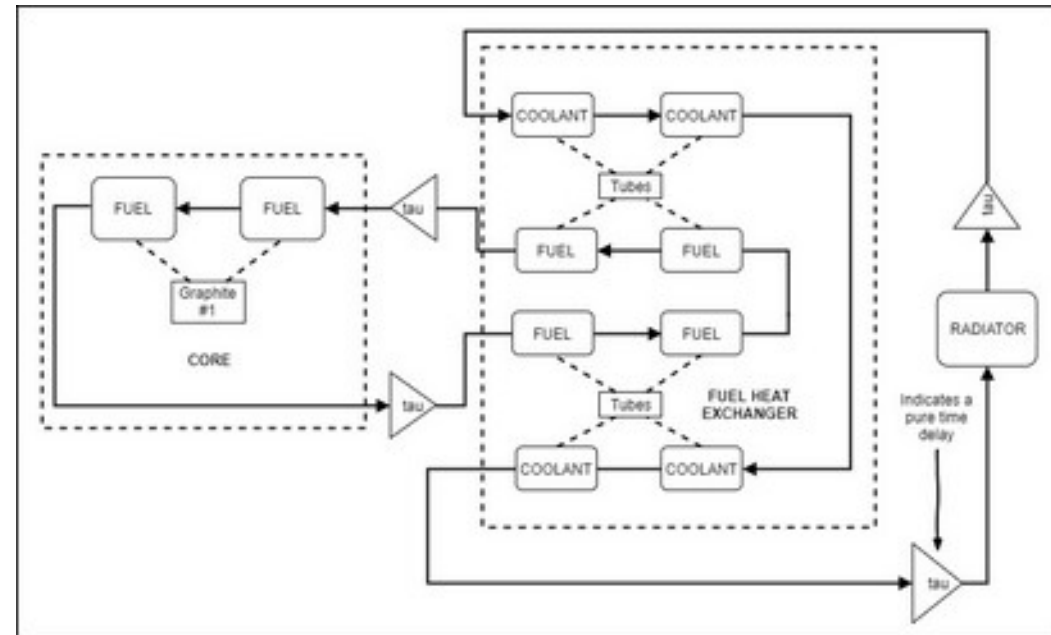 COOLANT
COOLANT
Tubes
tau
FUEL
FUEL
tau
FUEL
FUEL
Graphite
#1
CORE
FUEL
FUEL
RADIATOR
tau
Tubes
FUEL HEAT
EXCHANGER
Indicates a
pure time
delay
COOLANT
COOLANT
tau